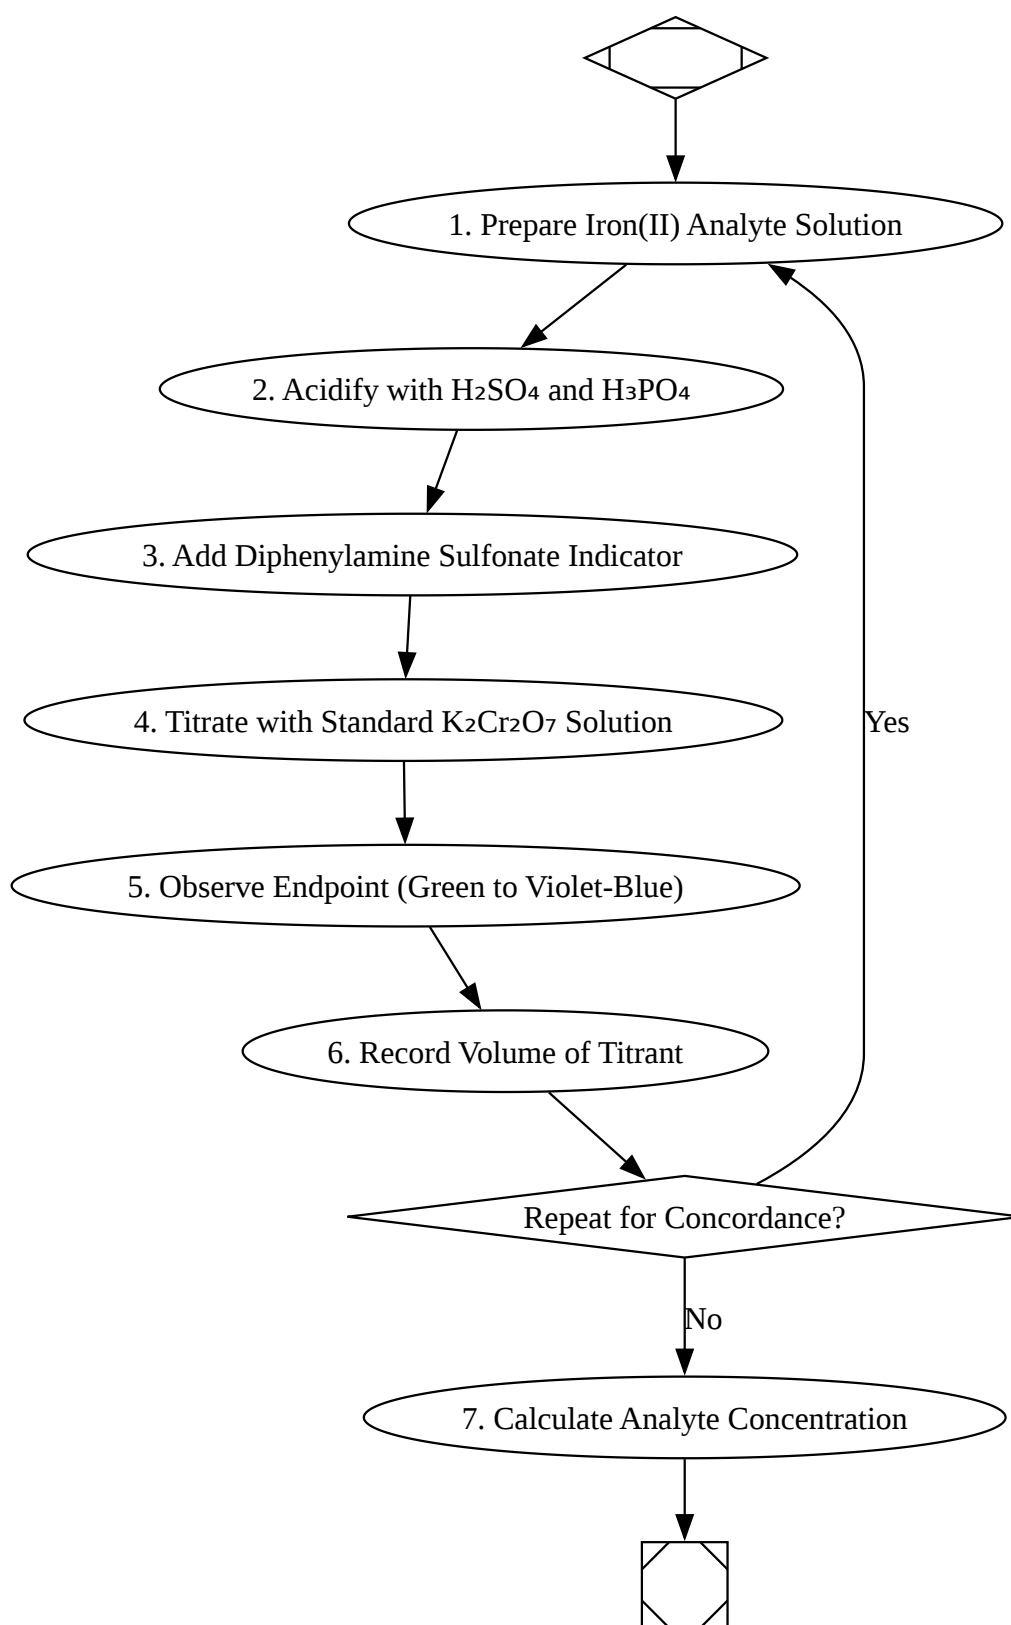 1. Prepare Iron(II) Analyte Solution
2. Acidify with H₂SO₄ and H₃PO₄
3. Add Diphenylamine Sulfonate Indicator
4. Titrate with Standard K₂Cr₂O₇ Solution
Yes
5. Observe Endpoint (Green to Violet-Blue)
6. Record Volume of Titrant
Repeat for Concordance?
No
7. Calculate Analyte Concentration